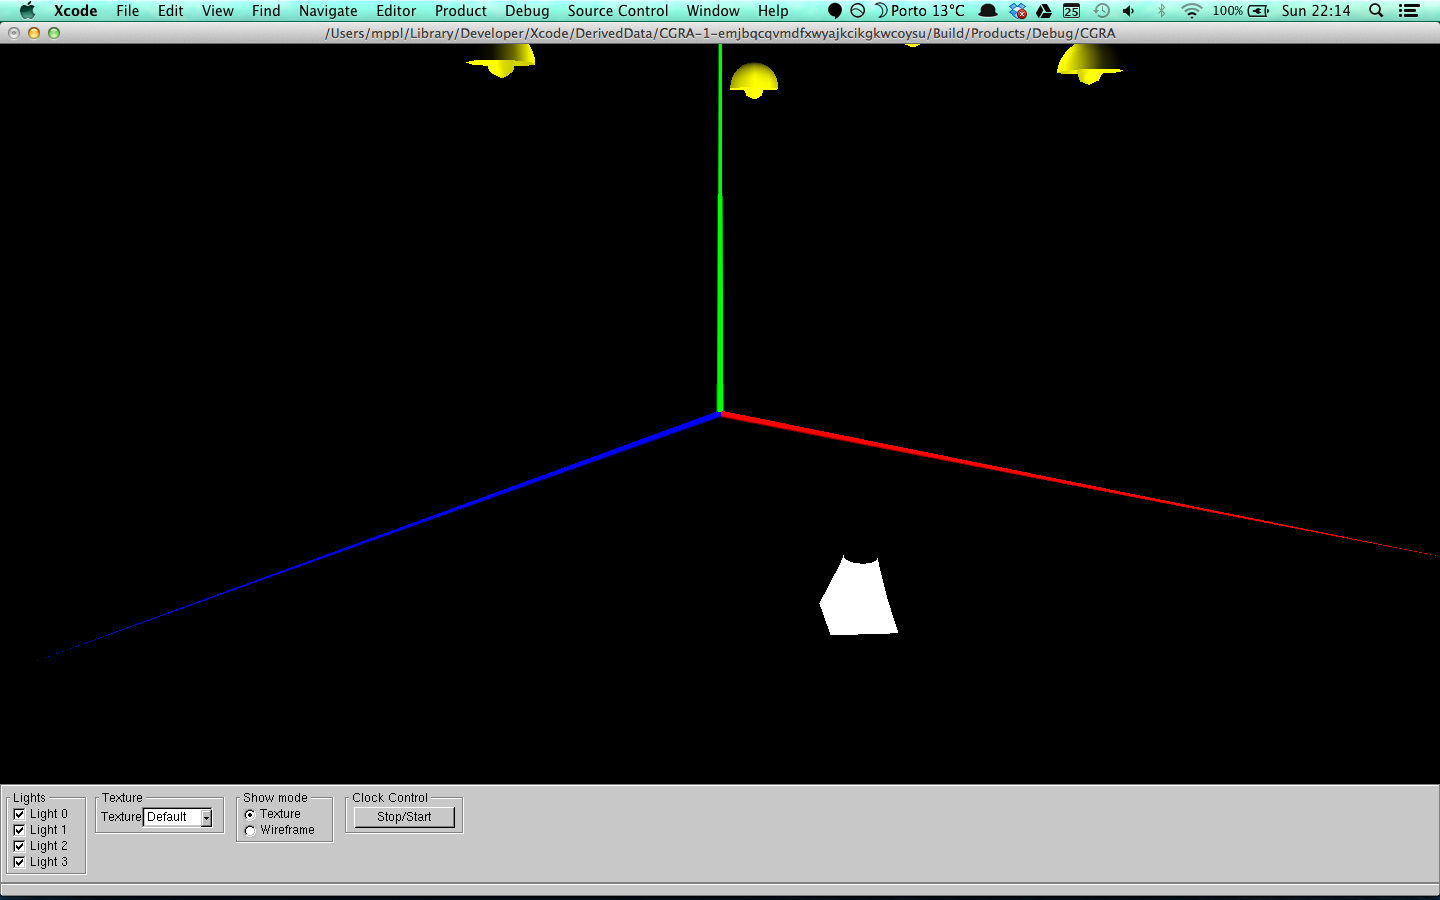 Xcode File Edit View Find Navigate Editor Product Debug Source Control Window Help Porto 13°C 25 100% Sun 22:14
/Users/mppl/Library/Developer/Xcode/DerivedData/CGRA-1-emjbqcqvmdfxwyajkcikgkwcoysu/Build/Products/Debug/CGRA
Lights
Light 0
Light 1
Light 2
Light 3
Texture
Texture Default
Show mode
Texture
Wireframe
Clock Control
Stop/Start